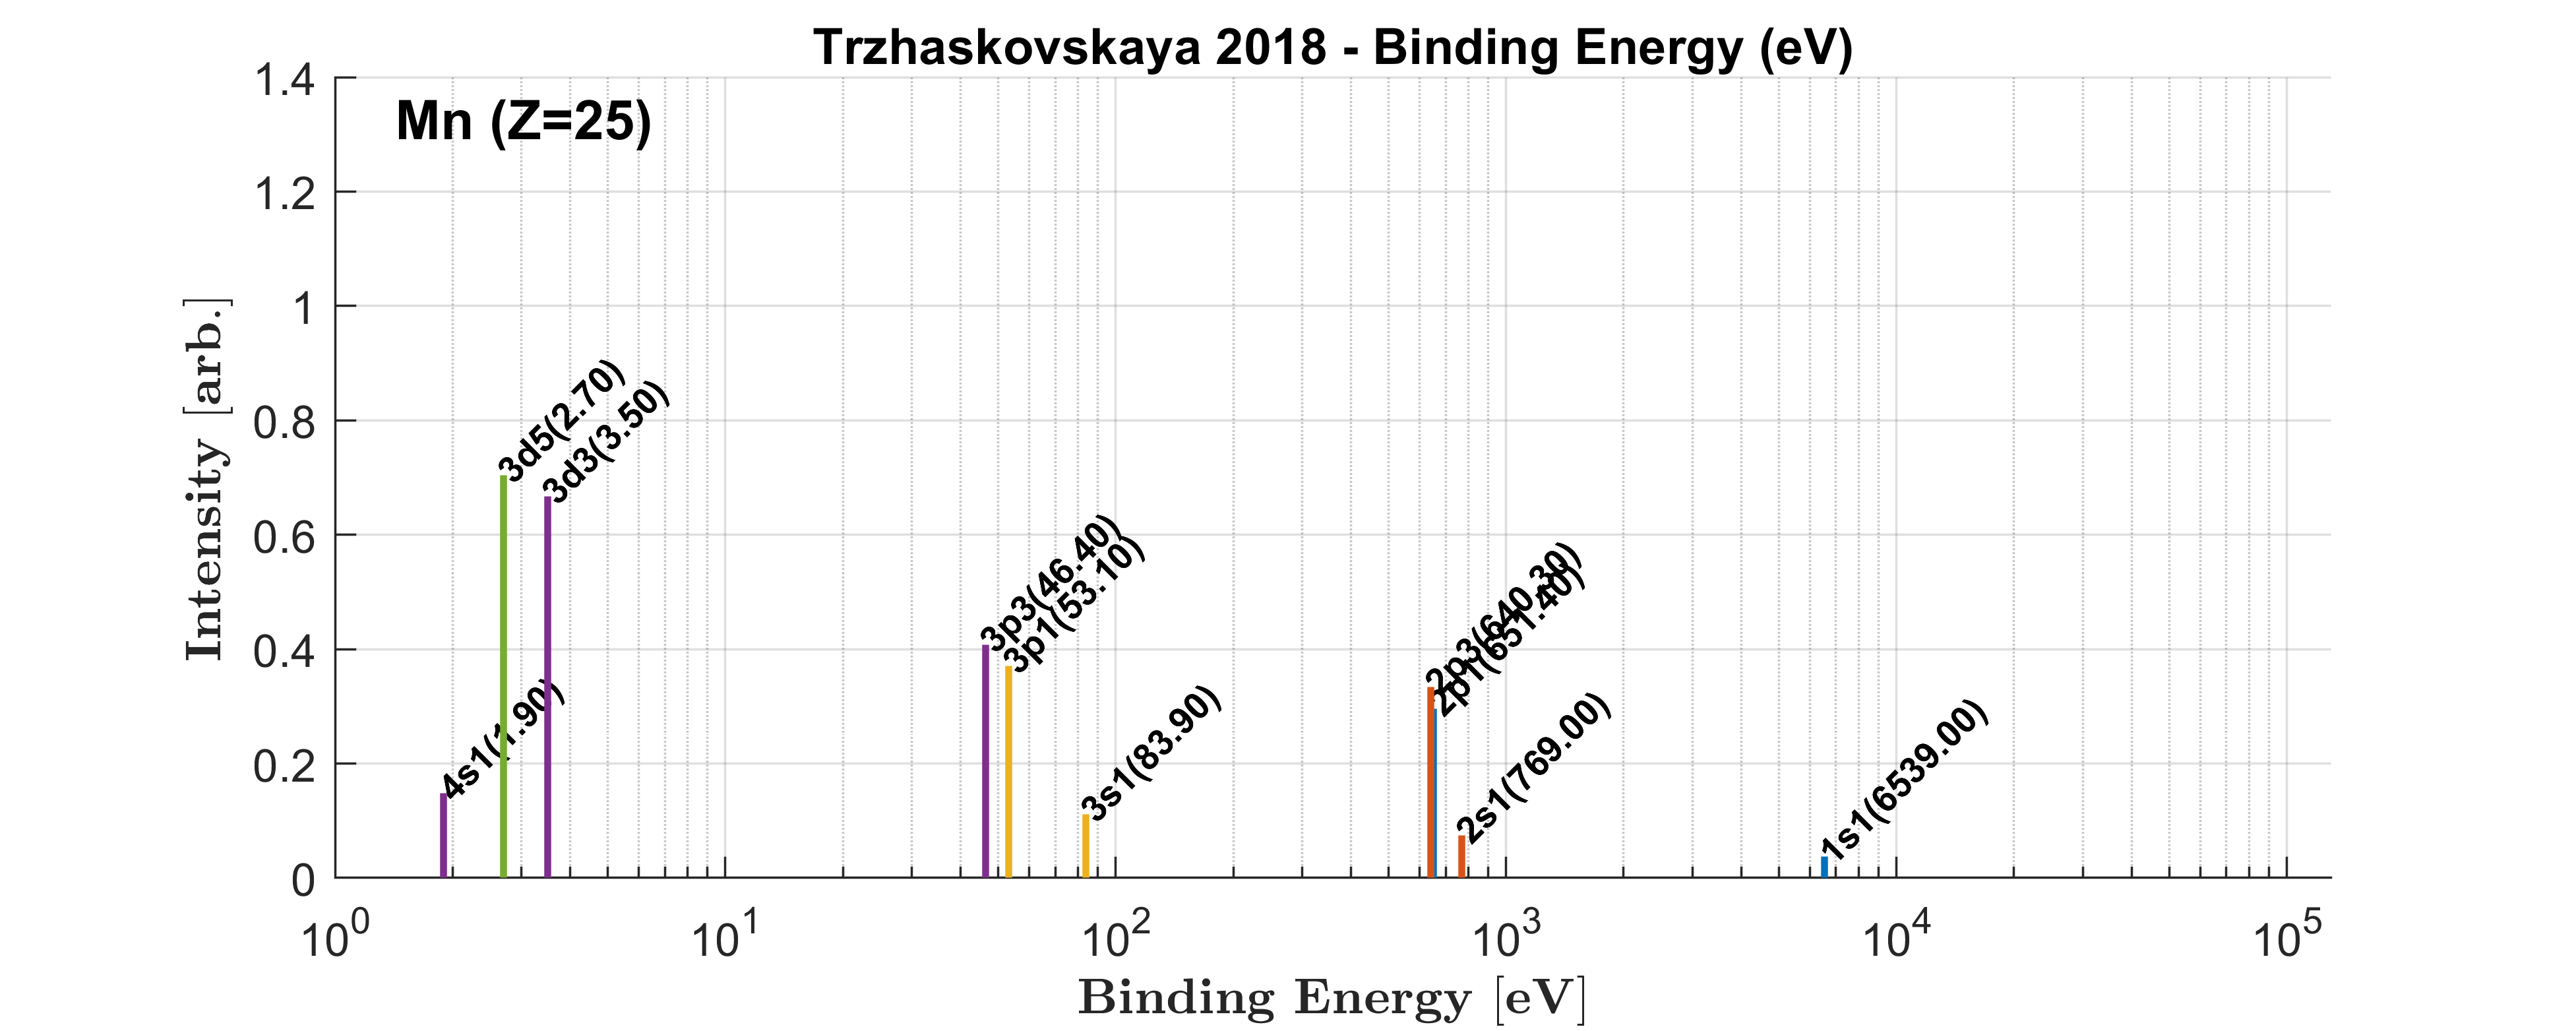 Trzhaskovskaya 2018 - Binding Energy (eV)
Mn (Z=25)
1.4
1.2
1
0.8
0.6
0.4
0.2
0
Intensity [arb.]
4s1(1.90)
3d5(2.70)
3d3(3.50)
3p3(46.40)
3p1(53.10)
3s1(83.90)
2p3(640.30)
2p1(651.40)
2s1(769.00)
1s1(6539.00)
10^0 10^1 10^2 10^3 10^4 10^5
Binding Energy [eV]